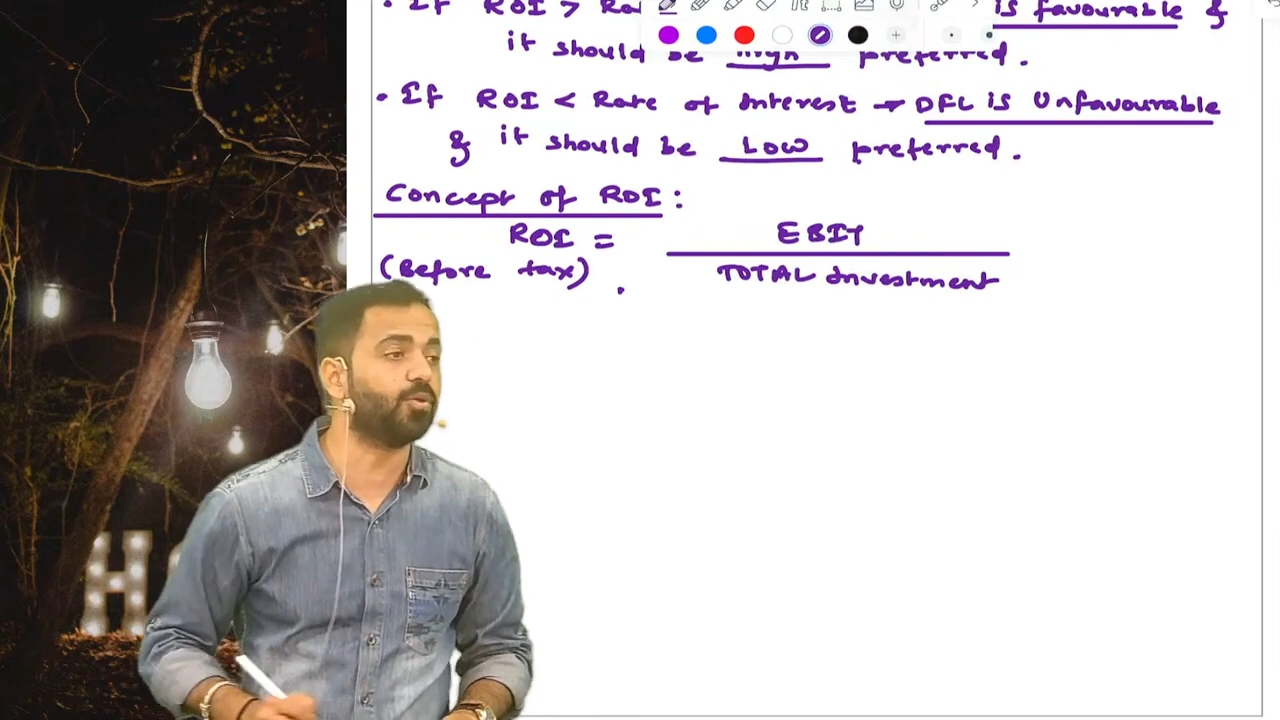 • If ROI > is favourable &
it should be High preferred.
• If ROI < Rate of Interest → DFL is Unfavourable
& it should be Low preferred.
Concept of ROI :
ROI = EBIT
(Before tax) TOTAL Investment
H